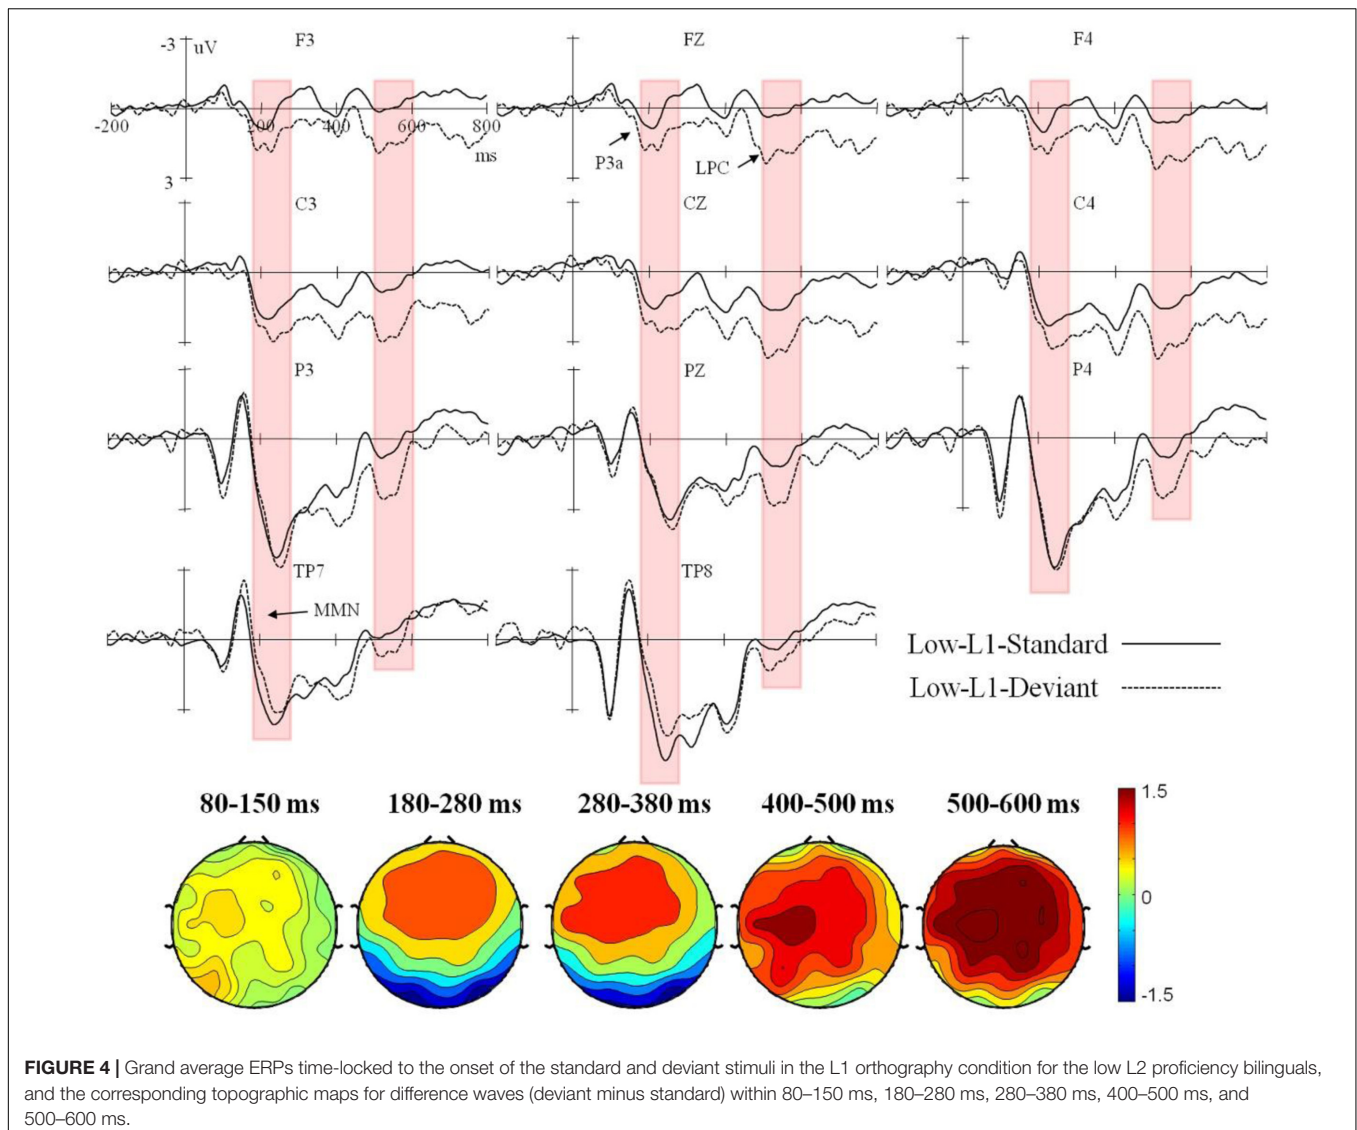 -3 uV F3 FZ F4
-200 200 400 600 800
ms
3
P3a LPC
C3 CZ C4
P3 PZ P4
TP7 TP8
MMN
Low-L1-Standard
Low-L1-Deviant
80-150 ms 180-280 ms 280-380 ms 400-500 ms 500-600 ms
1.5
0
-1.5
FIGURE 4 | Grand average ERPs time-locked to the onset of the standard and deviant stimuli in the L1 orthography condition for the low L2 proficiency bilinguals,
and the corresponding topographic maps for difference waves (deviant minus standard) within 80–150 ms, 180–280 ms, 280–380 ms, 400–500 ms, and
500–600 ms.